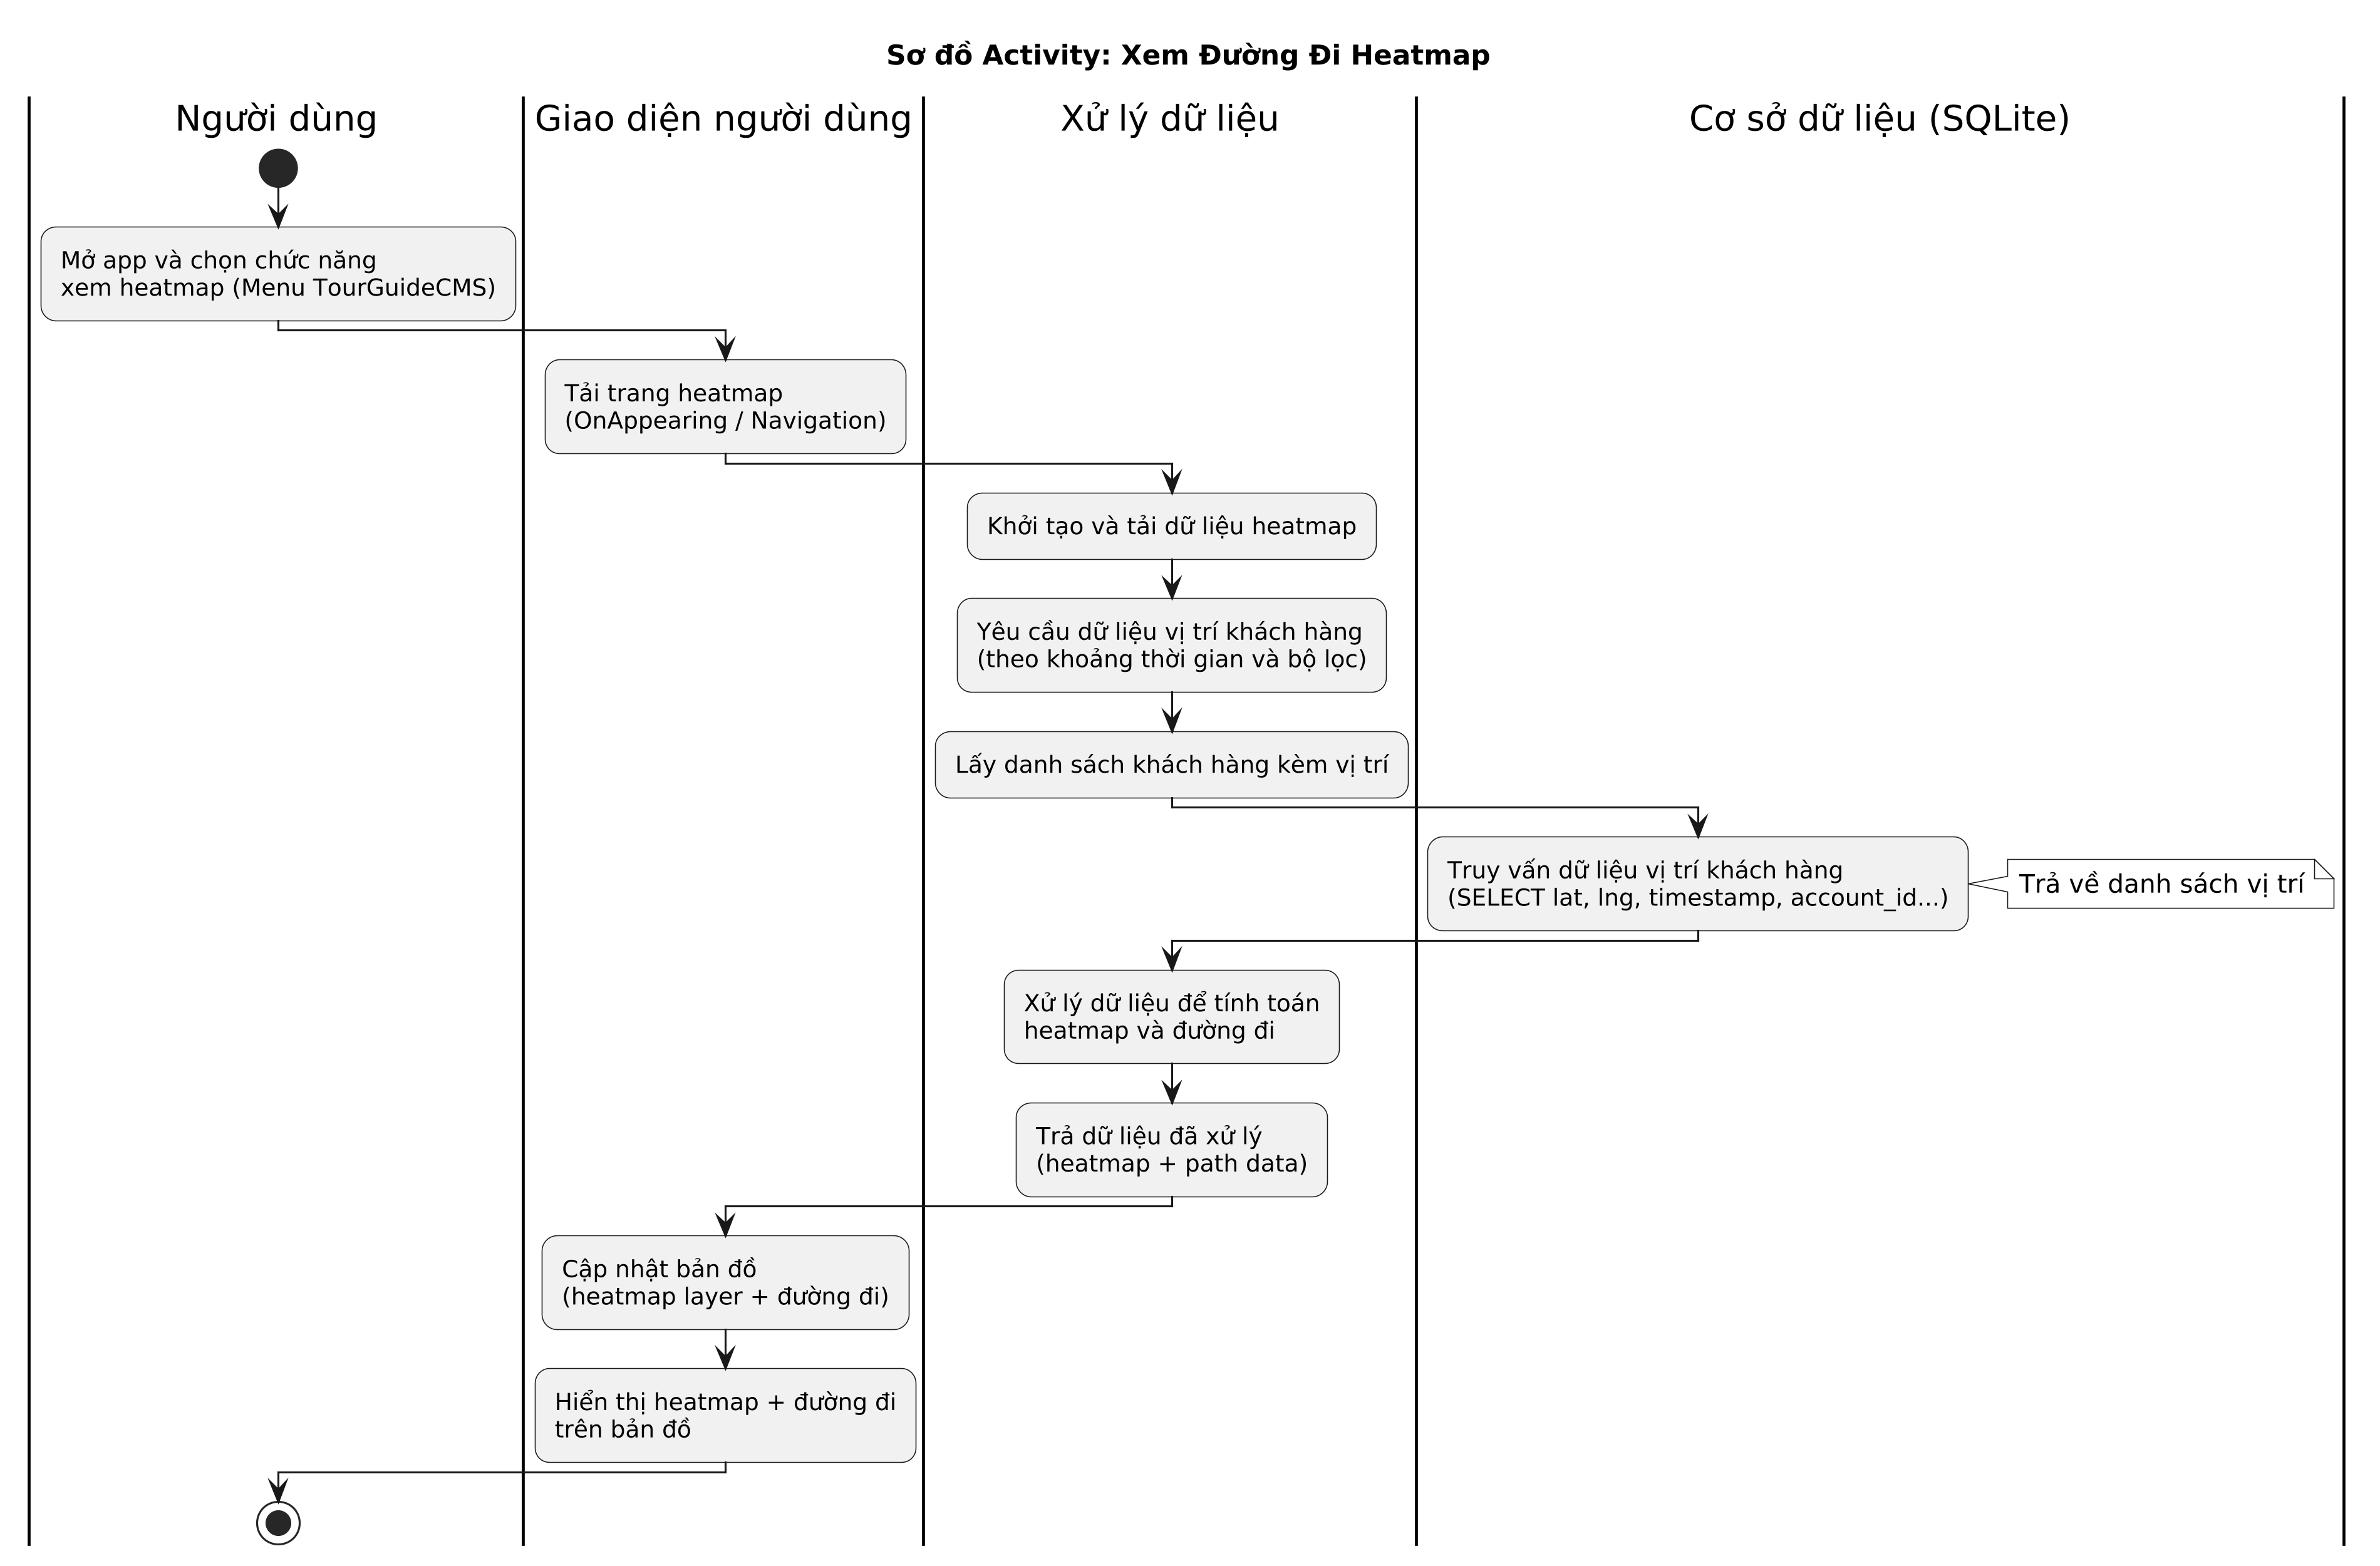 Sơ đồ Activity: Xem Đường Đi Heatmap
Người dùng
Giao diện người dùng
Xử lý dữ liệu
Cơ sở dữ liệu (SQLite)
Mở app và chọn chức năng
xem heatmap (Menu TourGuideCMS)
Tải trang heatmap
(OnAppearing / Navigation)
Khởi tạo và tải dữ liệu heatmap
Yêu cầu dữ liệu vị trí khách hàng
(theo khoảng thời gian và bộ lọc)
Lấy danh sách khách hàng kèm vị trí
Truy vấn dữ liệu vị trí khách hàng
(SELECT lat, lng, timestamp, account_id...)
Trả về danh sách vị trí
Xử lý dữ liệu để tính toán
heatmap và đường đi
Trả dữ liệu đã xử lý
(heatmap + path data)
Cập nhật bản đồ
(heatmap layer + đường đi)
Hiển thị heatmap + đường đi
trên bản đồ